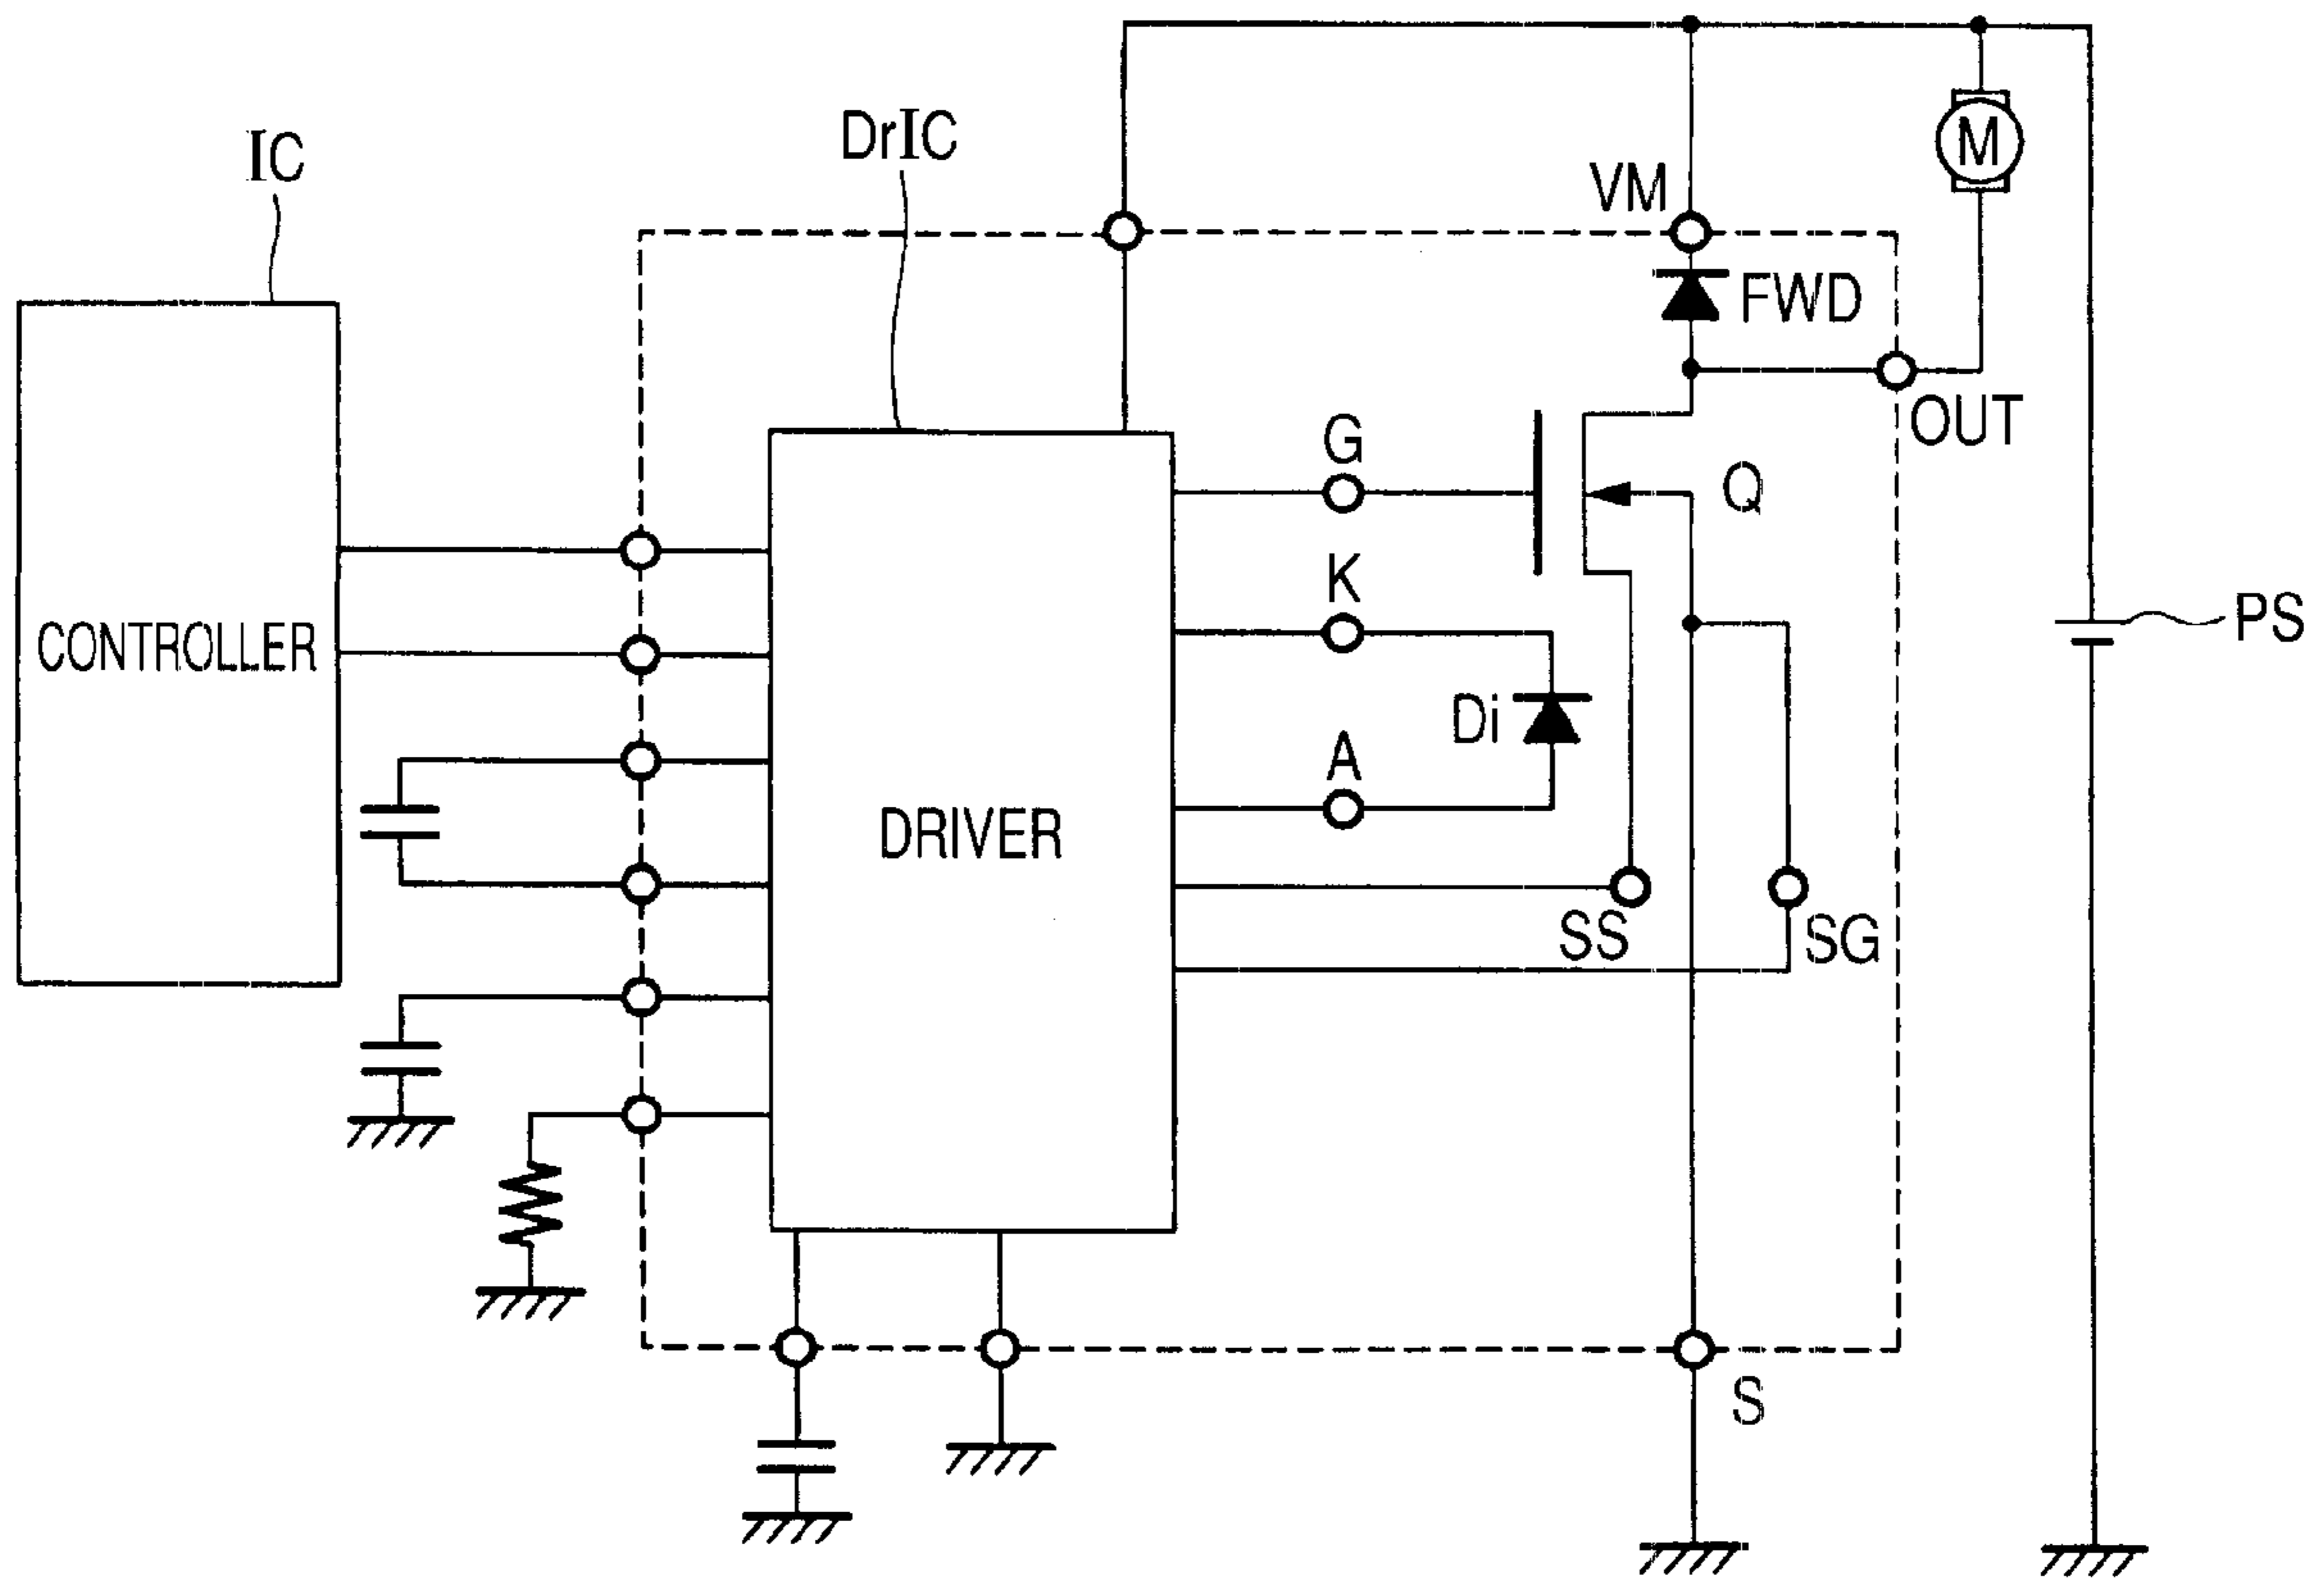 IC
DrIC
M
VM
FWD
OUT
G
Q
K
PS
CONTROLLER
Di
A
DRIVER
SS
SG
S